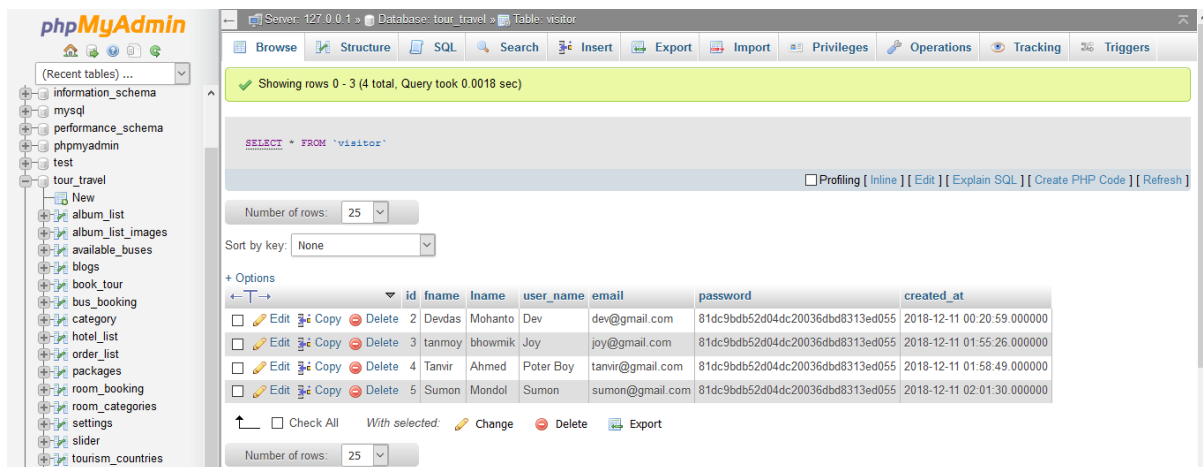 phpMyAdmin
(Recent tables) ...
information_schema
mysql
performance_schema
phpmyadmin
test
tour_travel
New
album_list
album_list_images
available_buses
blogs
book_tour
bus_booking
category
hotel_list
order_list
packages
room_booking
room_categories
settings
slider
tourism_countries
Server: 127.0.0.1 » Database: tour_travel » Table: visitor
Browse Structure SQL Search Insert Export Import Privileges Operations Tracking Triggers
Showing rows 0 - 3 (4 total, Query took 0.0018 sec)
SELECT * FROM `visitor`
Profiling [ Inline ] [ Edit ] [ Explain SQL ] [ Create PHP Code ] [ Refresh ]
Number of rows: 25
Sort by key: None
+ Options
←T→ id fname lname user_name email password created_at
Edit Copy Delete 2 Devdas Mohanto Dev dev@gmail.com 81dc9bdb52d04dc20036dbd8313ed055 2018-12-11 00:20:59.000000
Edit Copy Delete 3 tanmoy bhowmik Joy joy@gmail.com 81dc9bdb52d04dc20036dbd8313ed055 2018-12-11 01:55:26.000000
Edit Copy Delete 4 Tanvir Ahmed Poter Boy tanvir@gmail.com 81dc9bdb52d04dc20036dbd8313ed055 2018-12-11 01:58:49.000000
Edit Copy Delete 5 Sumon Mondol Sumon sumon@gmail.com 81dc9bdb52d04dc20036dbd8313ed055 2018-12-11 02:01:30.000000
Check All With selected: Change Delete Export
Number of rows: 25